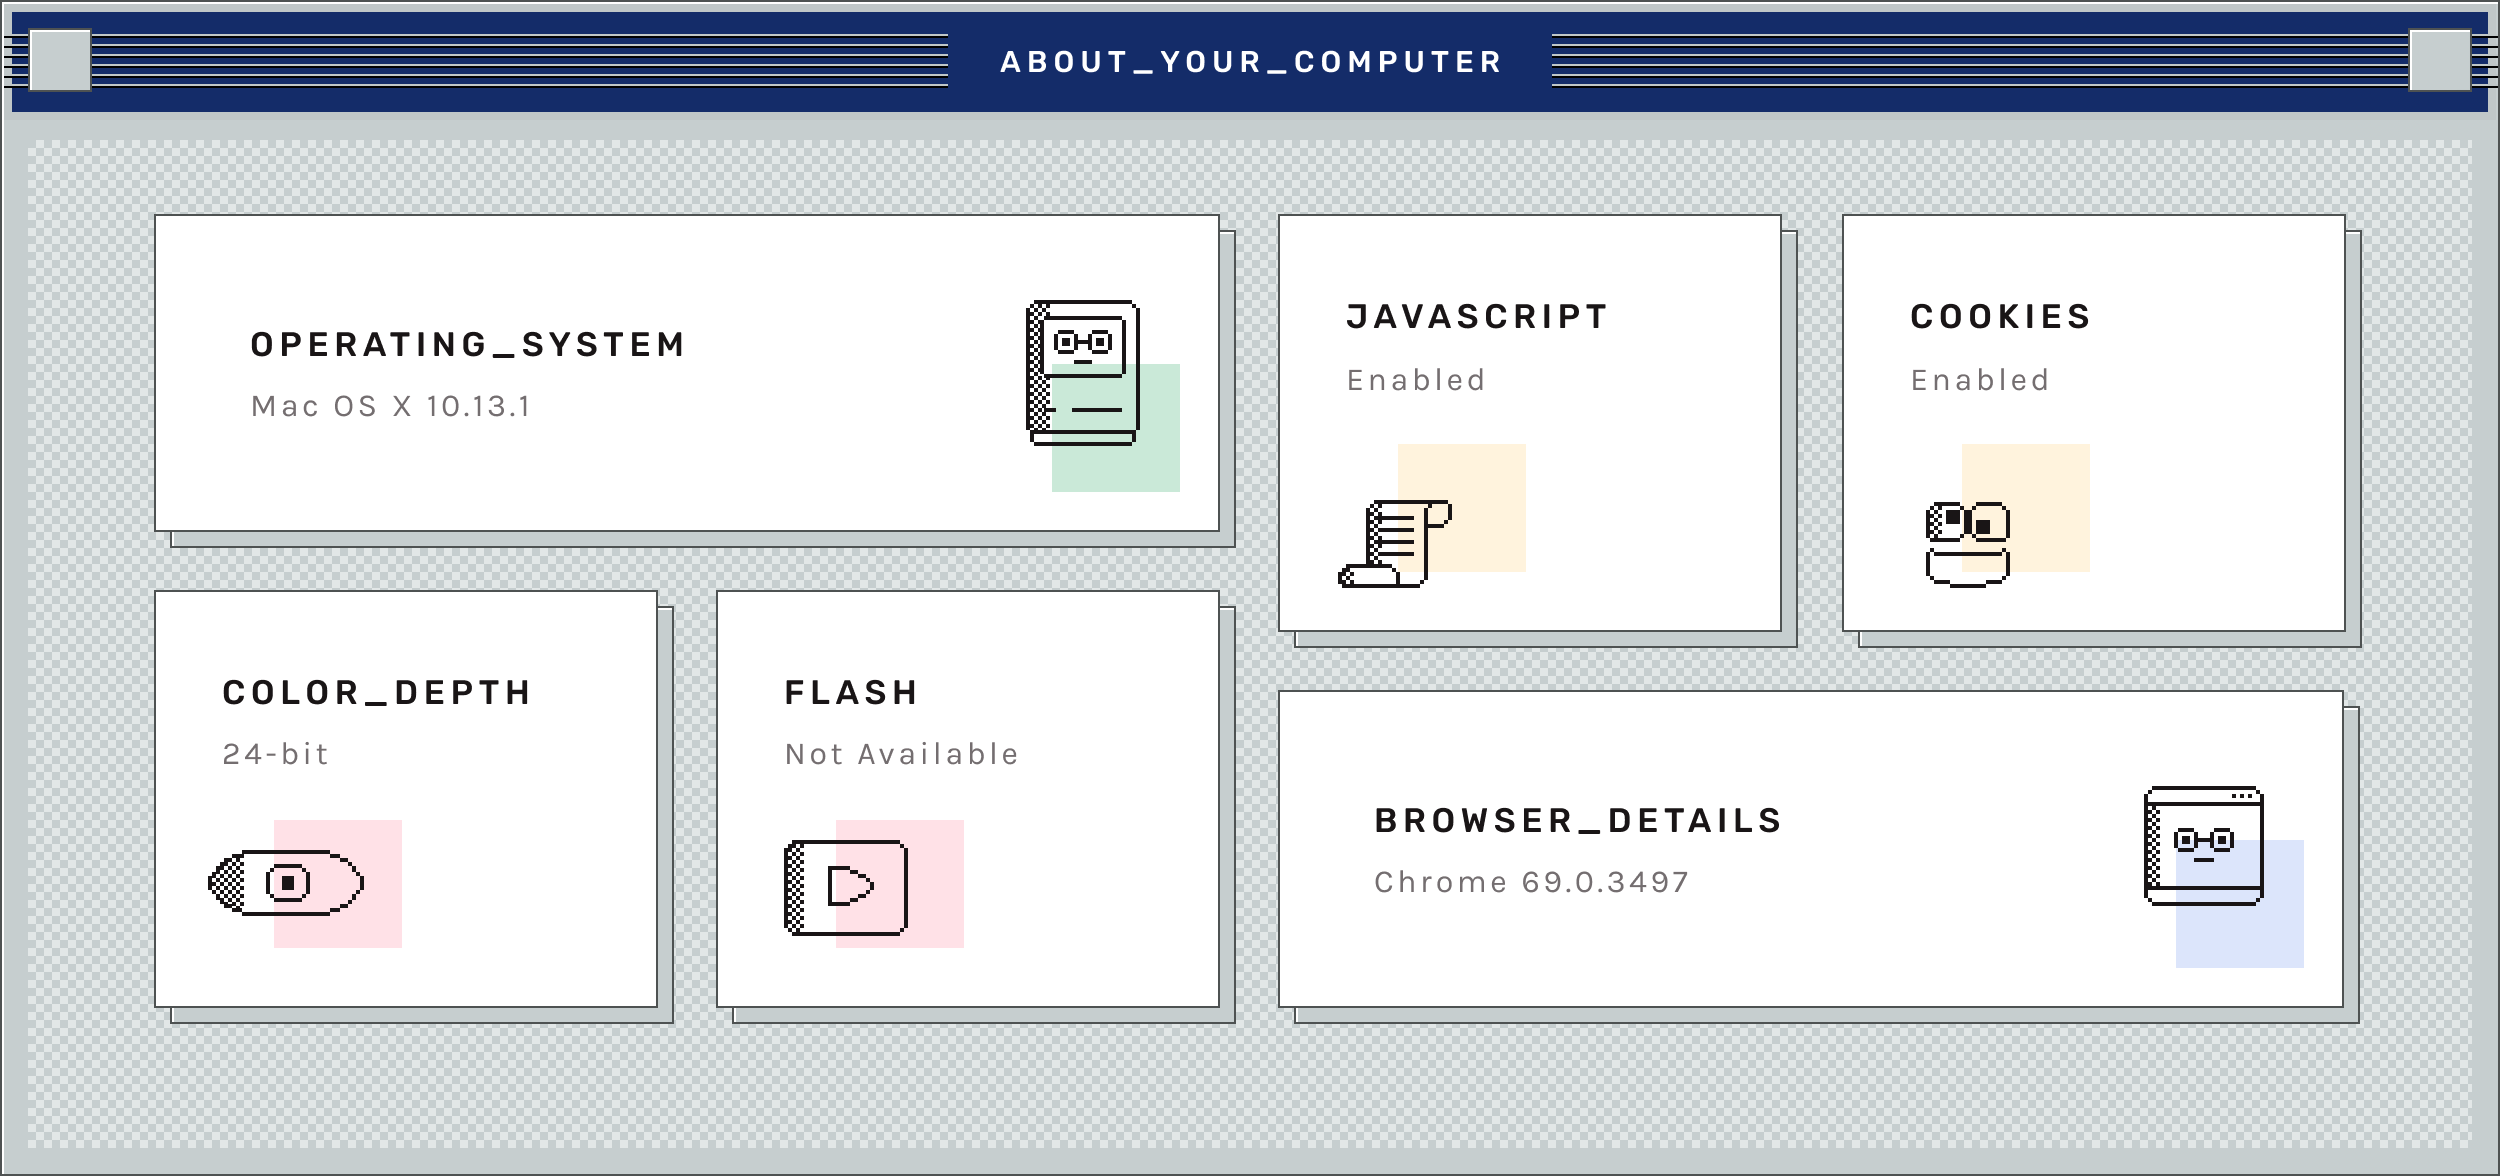 ABOUT_YOUR_COMPUTER
OPERATING_SYSTEM
Mac OS X 10.13.1
JAVASCRIPT
Enabled
COOKIES
Enabled
COLOR_DEPTH
24-bit
FLASH
Not Available
BROWSER_DETAILS
Chrome 69.0.3497